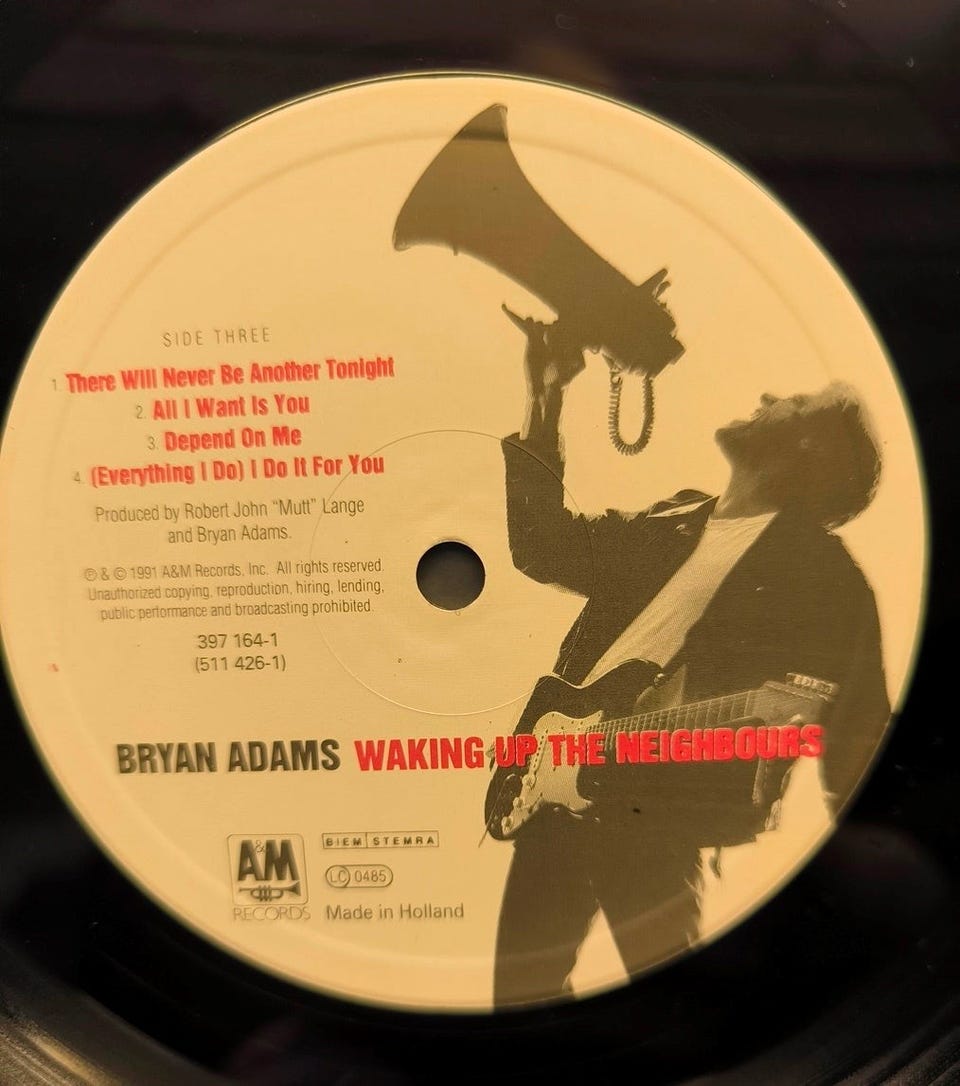 SIDE THREE
1. There Will Never Be Another Tonight
2. All I Want Is You
3. Depend On Me
4. (Everything I Do) I Do It For You
Produced by Robert John "Mutt" Lange
and Bryan Adams.
℗ & © 1991 A&M Records, Inc. All rights reserved.
Unauthorized copying, reproduction, hiring, lending,
public performance and broadcasting prohibited.
397 164-1
(511 426-1)
BRYAN ADAMS WAKING UP THE NEIGHBOURS
A&M
RECORDS
BIEM STEMRA
LC 0485
Made in Holland